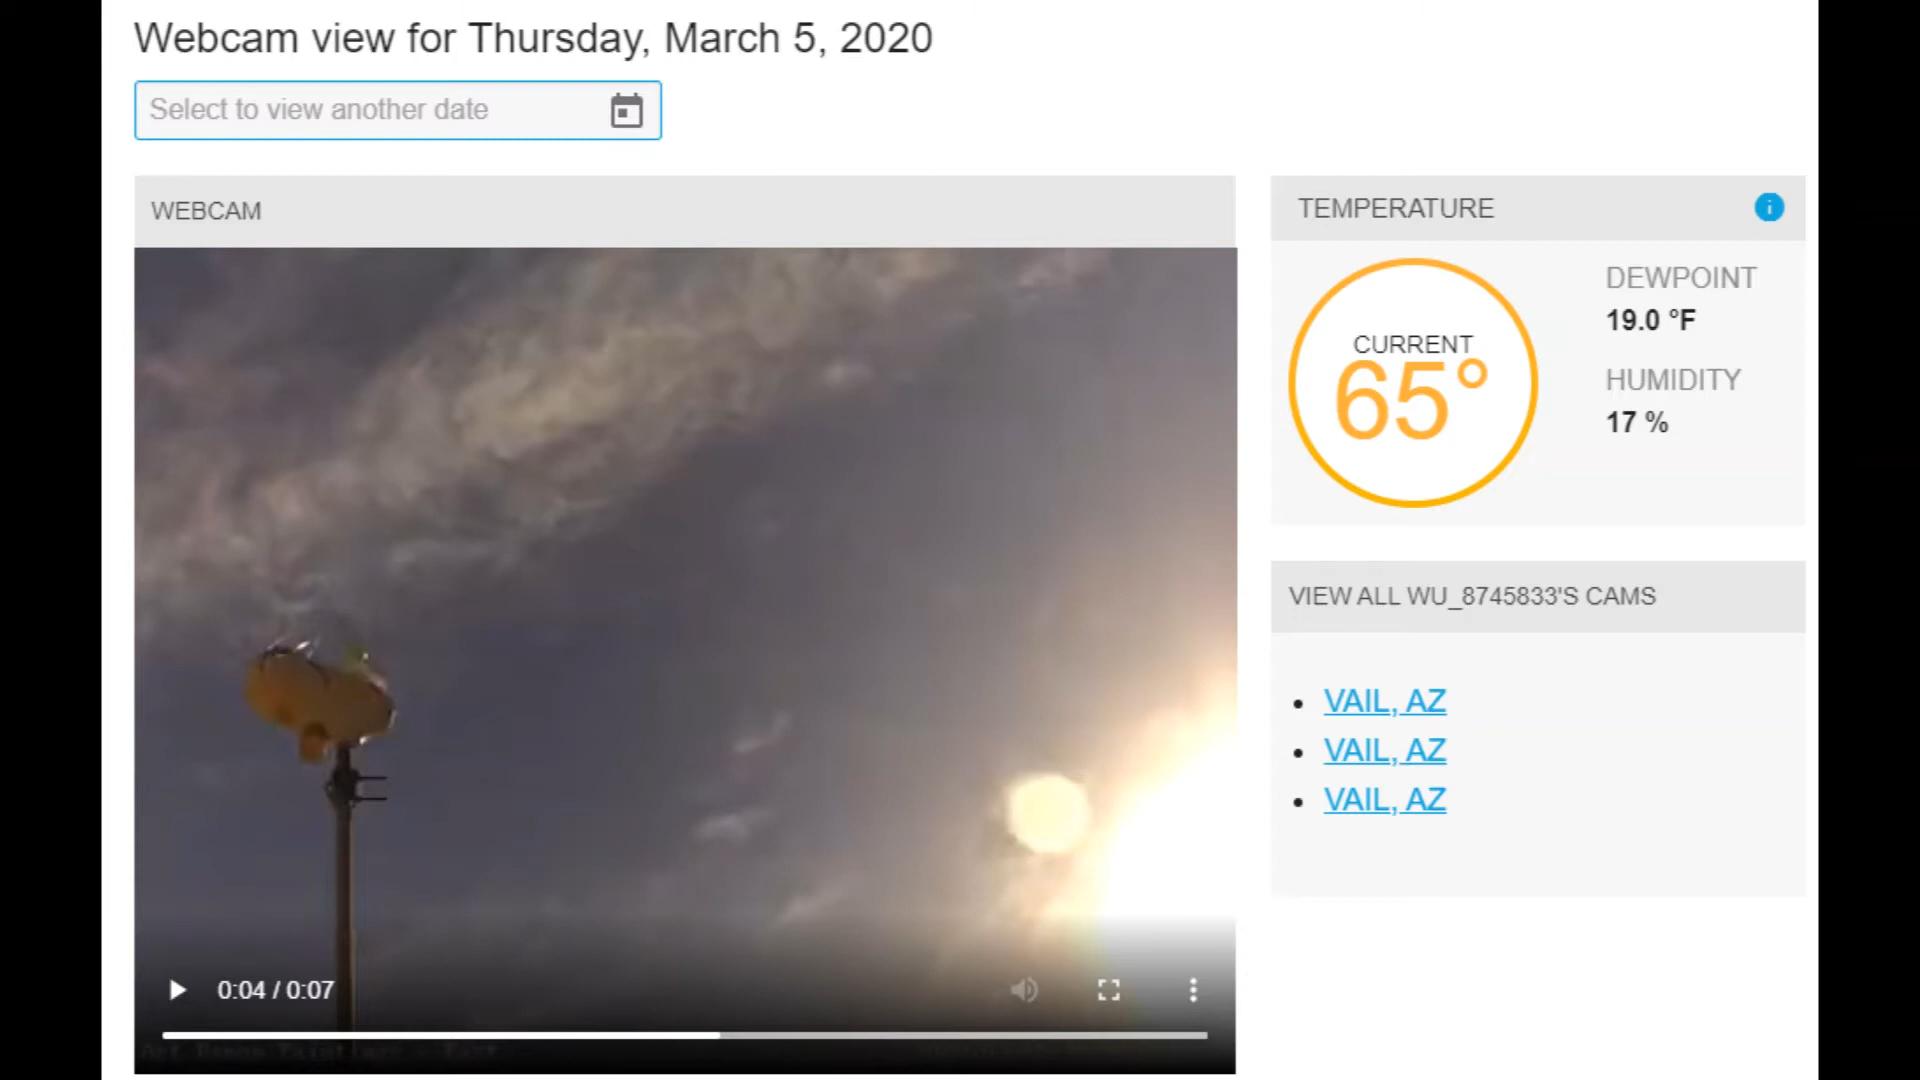 Webcam view for Thursday, March 5, 2020
Select to view another date
WEBCAM
0:04 / 0:07
TEMPERATURE
i
CURRENT
65°
DEWPOINT
19.0 °F
HUMIDITY
17 %
VIEW ALL WU_8745833'S CAMS
• VAIL, AZ
• VAIL, AZ
• VAIL, AZ